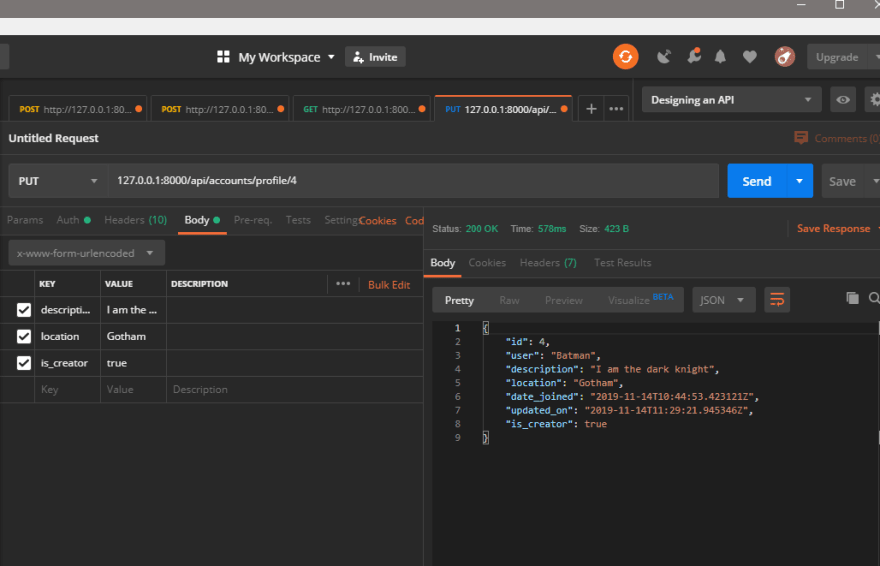 My Workspace Invite Upgrade
POST http://127.0.0.1:80... POST http://127.0.0.1:80... GET http://127.0.0.1:800... PUT 127.0.0.1:8000/api/... + ••• Designing an API
Untitled Request Comments (0)
PUT 127.0.0.1:8000/api/accounts/profile/4 Send Save
Params Auth Headers (10) Body Pre-req. Tests Settings Cookies Cod
Status: 200 OK Time: 578ms Size: 423 B Save Response
x-www-form-urlencoded
Body Cookies Headers (7) Test Results
KEY VALUE DESCRIPTION ••• Bulk Edit
Pretty Raw Preview Visualize BETA JSON
descripti... I am the ...
location Gotham
is_creator true
Key Value Description
1 {
2 "id": 4,
3 "user": "Batman",
4 "description": "I am the dark knight",
5 "location": "Gotham",
6 "date_joined": "2019-11-14T10:44:53.423121Z",
7 "updated_on": "2019-11-14T11:29:21.945346Z",
8 "is_creator": true
9 }